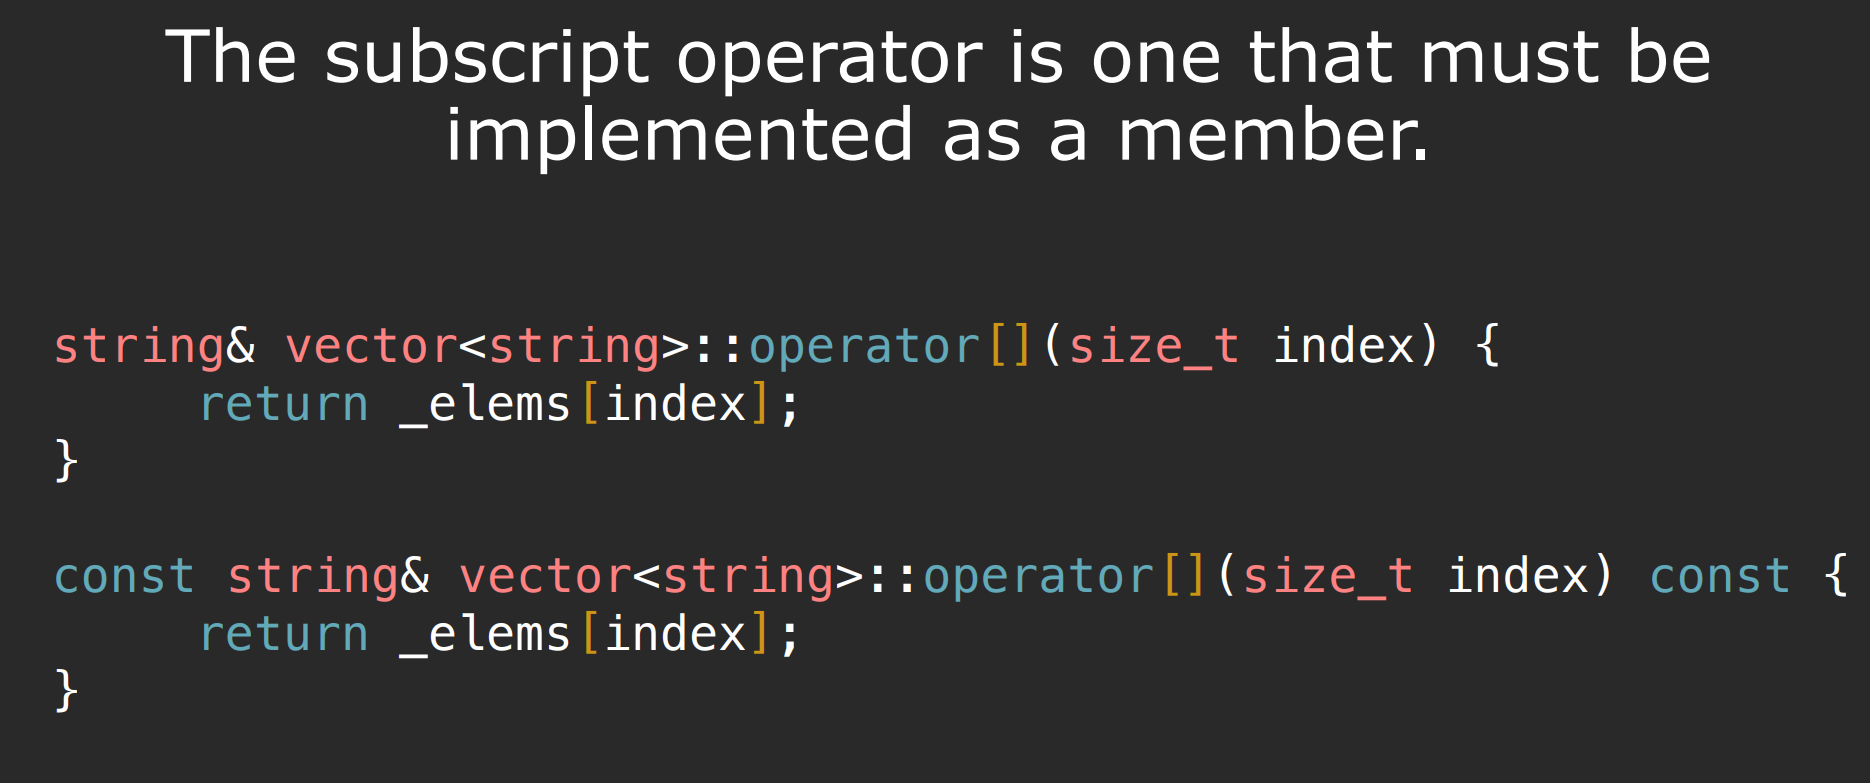 The subscript operator is one that must be
implemented as a member.
string& vector<string>::operator[](size_t index) {
     return _elems[index];
}
const string& vector<string>::operator[](size_t index) const {
     return _elems[index];
}